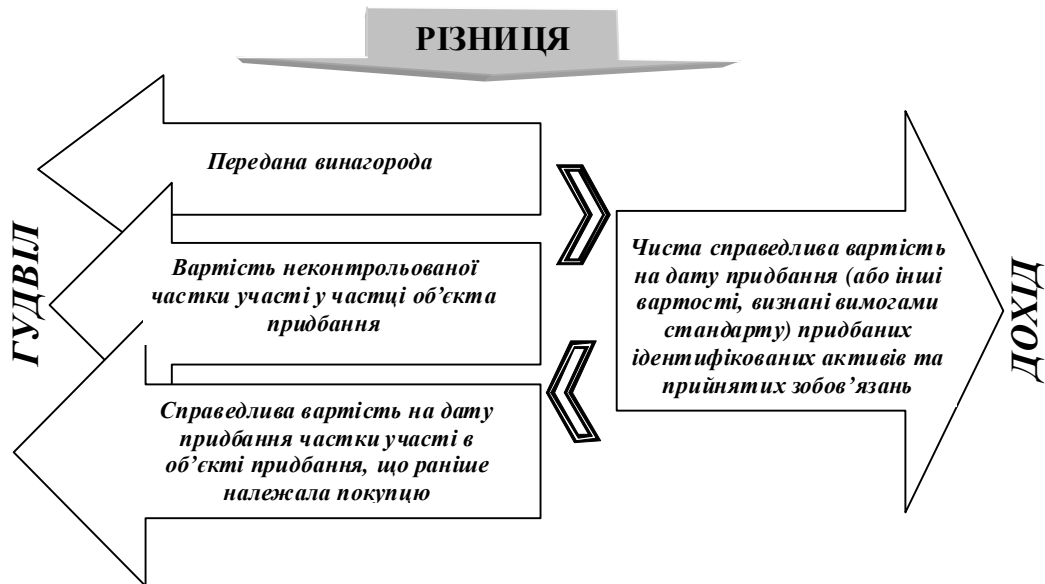 РІЗНИЦЯ
ГУДВІЛ
Передана винагорода
Вартість неконтрольованої
частки участі у частці об’єкта
придбання
Справедлива вартість на дату
придбання частки участі в
об’єкті придбання, що раніше
належала покупцю
Чиста справедлива вартість
на дату придбання (або інші
вартості, визнані вимогами
стандарту) придбаних
ідентифікованих активів та
прийнятих зобов’язань
ДОХІД